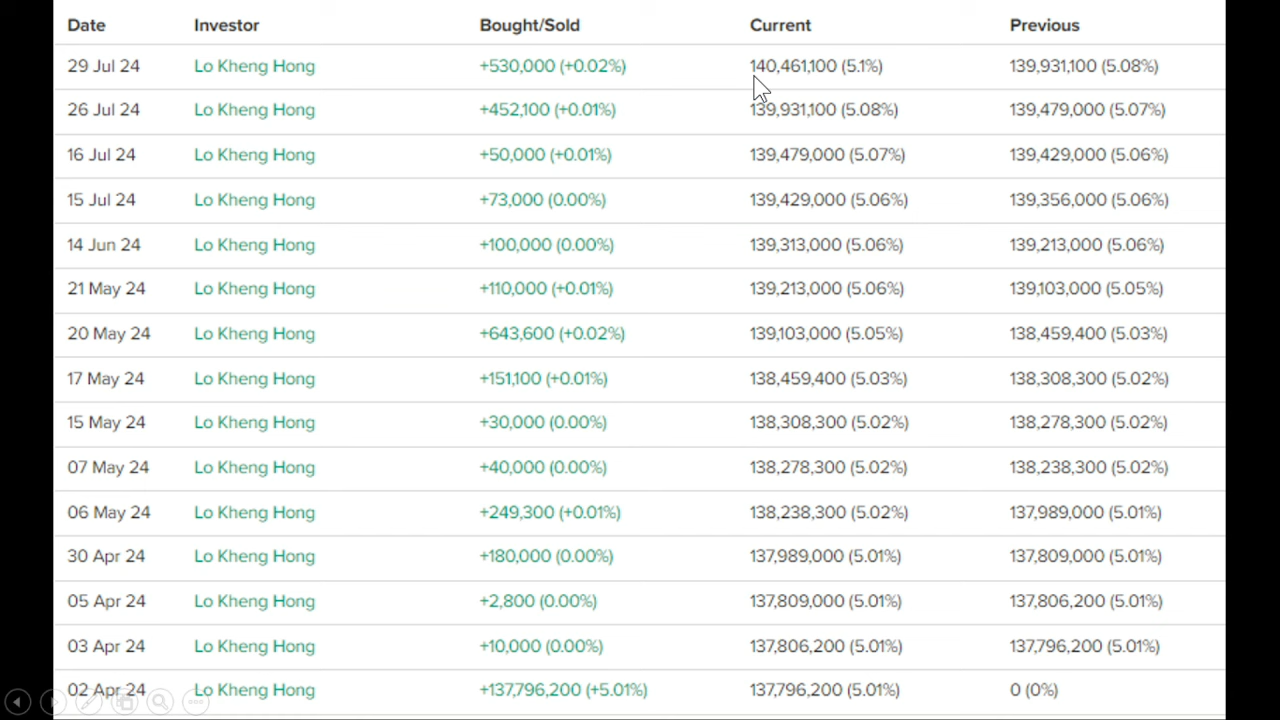 Date Investor Bought/Sold Current Previous
29 Jul 24 Lo Kheng Hong +530,000 (+0.02%) 140,461,100 (5.1%) 139,931,100 (5.08%)
26 Jul 24 Lo Kheng Hong +452,100 (+0.01%) 139,931,100 (5.08%) 139,479,000 (5.07%)
16 Jul 24 Lo Kheng Hong +50,000 (+0.01%) 139,479,000 (5.07%) 139,429,000 (5.06%)
15 Jul 24 Lo Kheng Hong +73,000 (0.00%) 139,429,000 (5.06%) 139,356,000 (5.06%)
14 Jun 24 Lo Kheng Hong +100,000 (0.00%) 139,313,000 (5.06%) 139,213,000 (5.06%)
21 May 24 Lo Kheng Hong +110,000 (+0.01%) 139,213,000 (5.06%) 139,103,000 (5.05%)
20 May 24 Lo Kheng Hong +643,600 (+0.02%) 139,103,000 (5.05%) 138,459,400 (5.03%)
17 May 24 Lo Kheng Hong +151,100 (+0.01%) 138,459,400 (5.03%) 138,308,300 (5.02%)
15 May 24 Lo Kheng Hong +30,000 (0.00%) 138,308,300 (5.02%) 138,278,300 (5.02%)
07 May 24 Lo Kheng Hong +40,000 (0.00%) 138,278,300 (5.02%) 138,238,300 (5.02%)
06 May 24 Lo Kheng Hong +249,300 (+0.01%) 138,238,300 (5.02%) 137,989,000 (5.01%)
30 Apr 24 Lo Kheng Hong +180,000 (0.00%) 137,989,000 (5.01%) 137,809,000 (5.01%)
05 Apr 24 Lo Kheng Hong +2,800 (0.00%) 137,809,000 (5.01%) 137,806,200 (5.01%)
03 Apr 24 Lo Kheng Hong +10,000 (0.00%) 137,806,200 (5.01%) 137,796,200 (5.01%)
02 Apr 24 Lo Kheng Hong +137,796,200 (+5.01%) 137,796,200 (5.01%) 0 (0%)